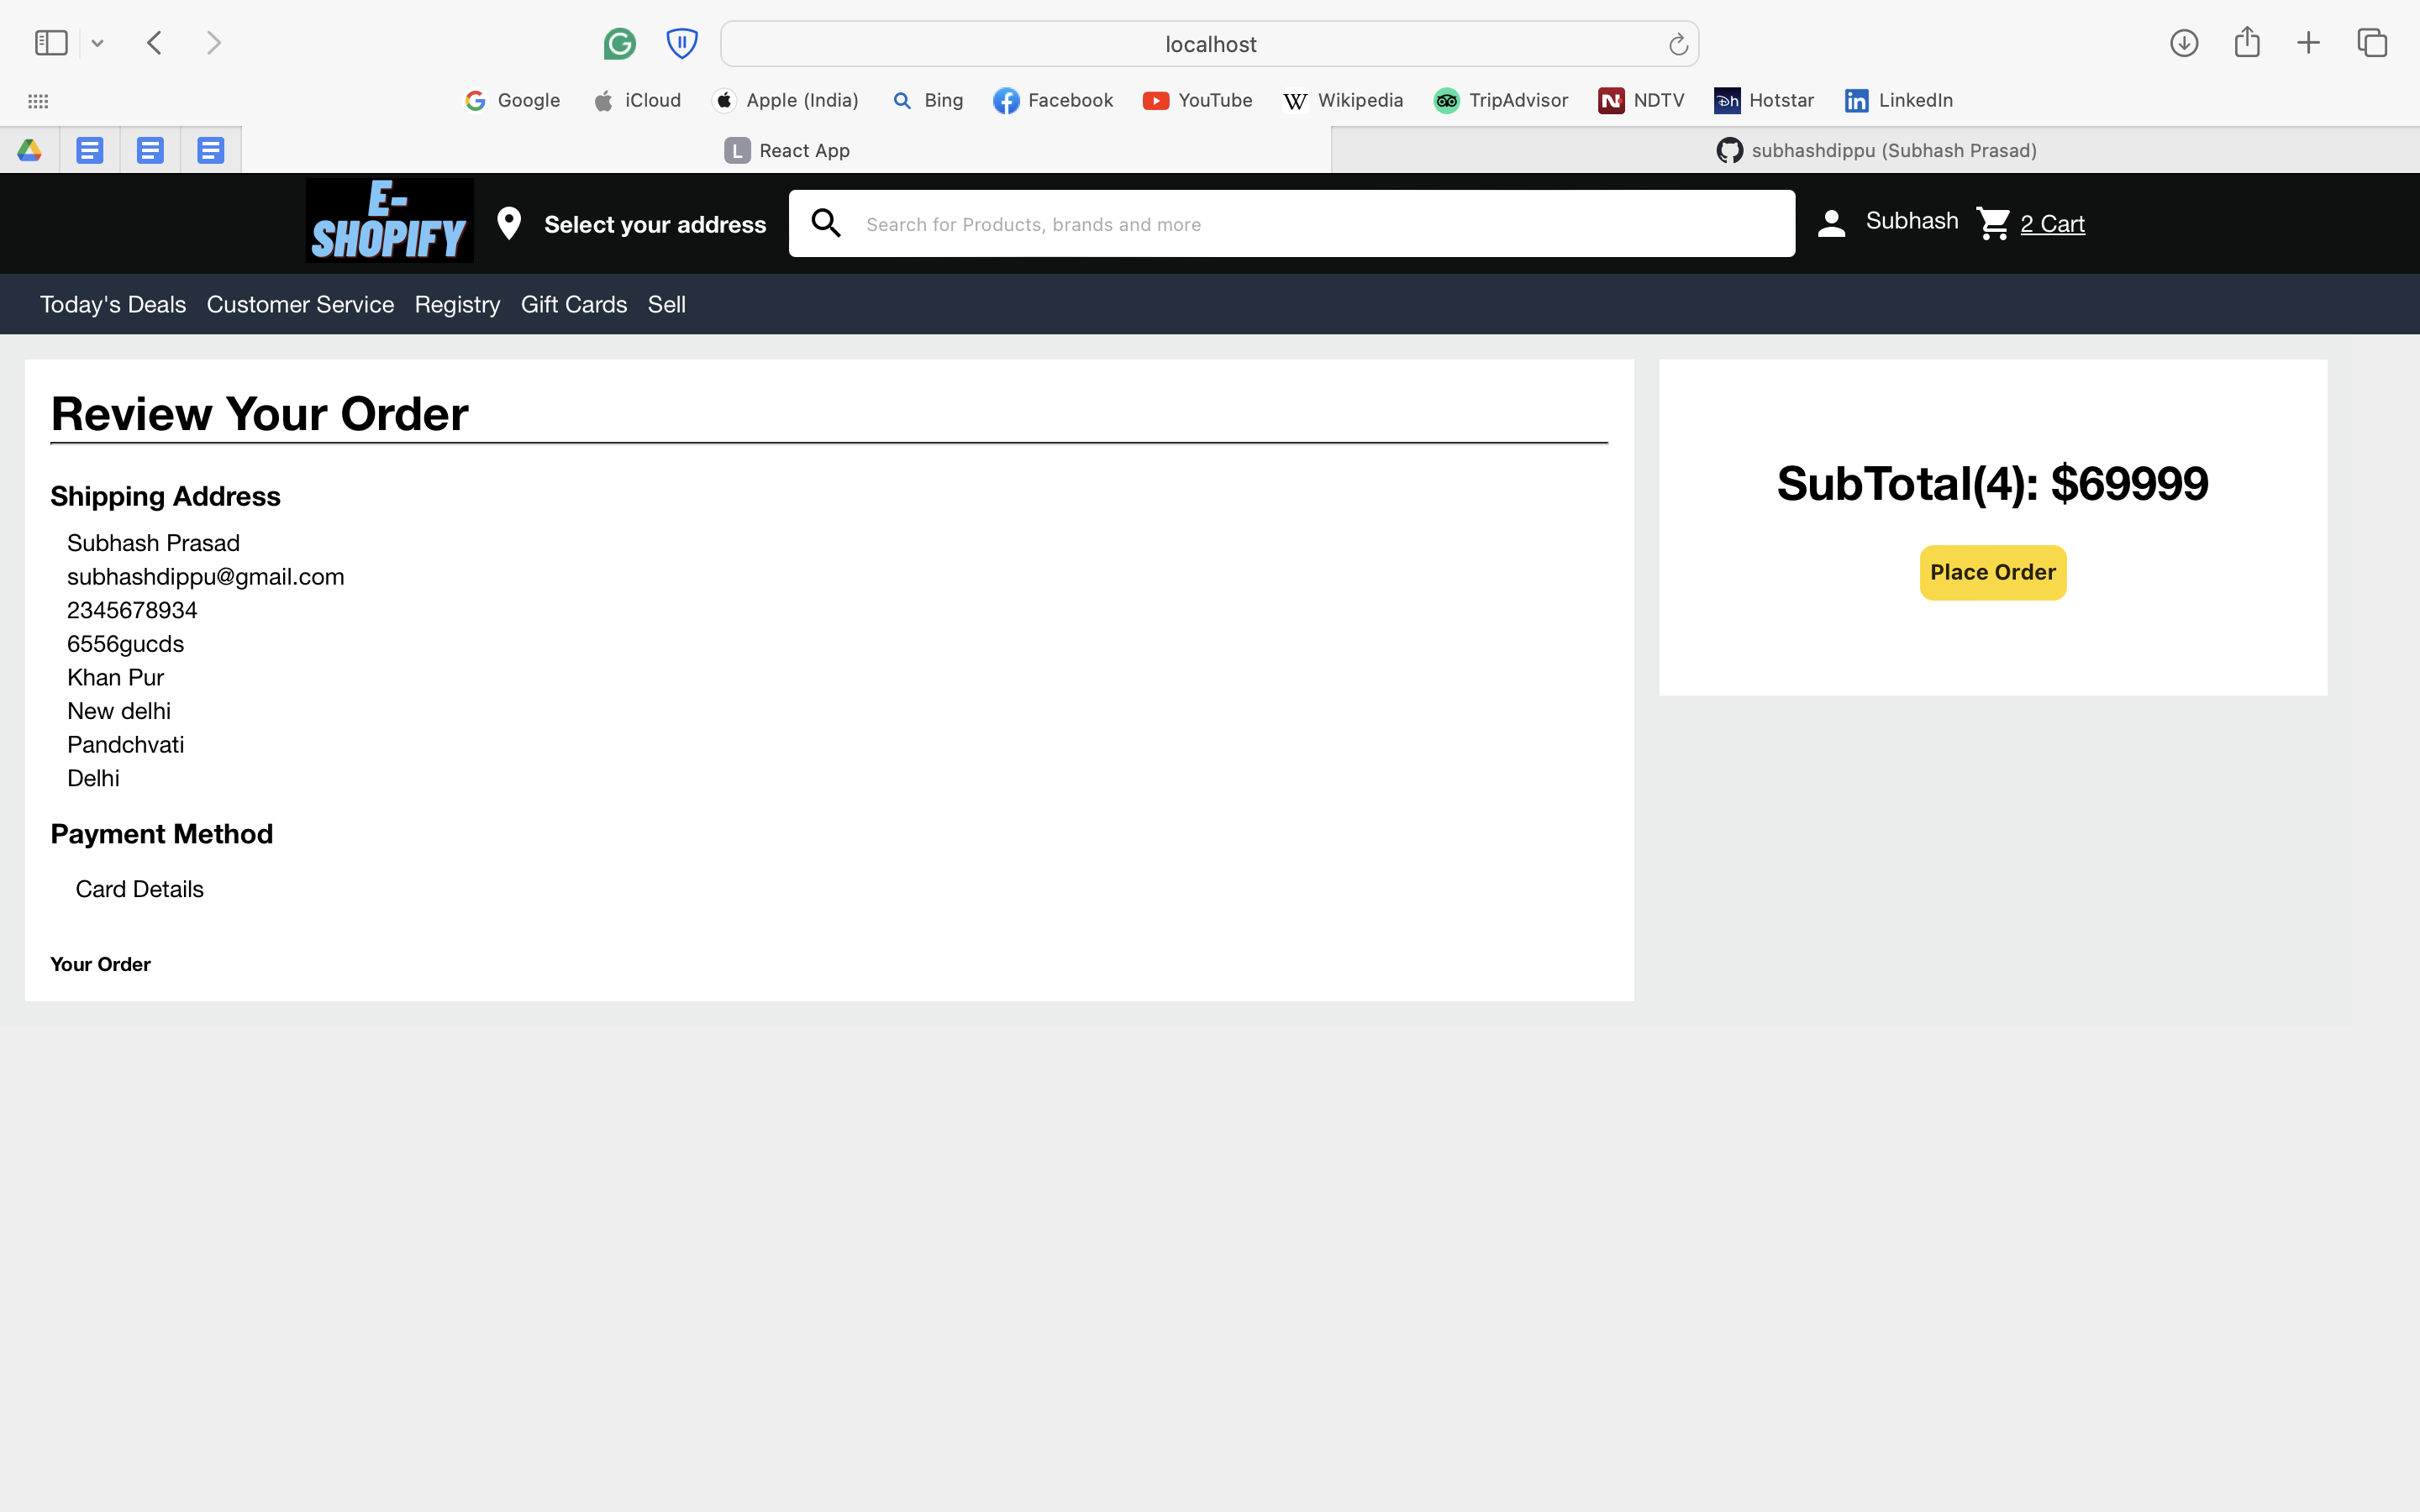 localhost
Google iCloud Apple (India) Bing Facebook YouTube Wikipedia TripAdvisor NDTV Hotstar LinkedIn
L React App subhashdippu (Subhash Prasad)
E-
SHOPIFY
Select your address
Search for Products, brands and more
Subhash
2 Cart
Today's Deals Customer Service Registry Gift Cards Sell
Review Your Order
Shipping Address
Subhash Prasad
subhashdippu@gmail.com
2345678934
6556gucds
Khan Pur
New delhi
Pandchvati
Delhi
Payment Method
Card Details
Your Order
SubTotal(4): $69999
Place Order